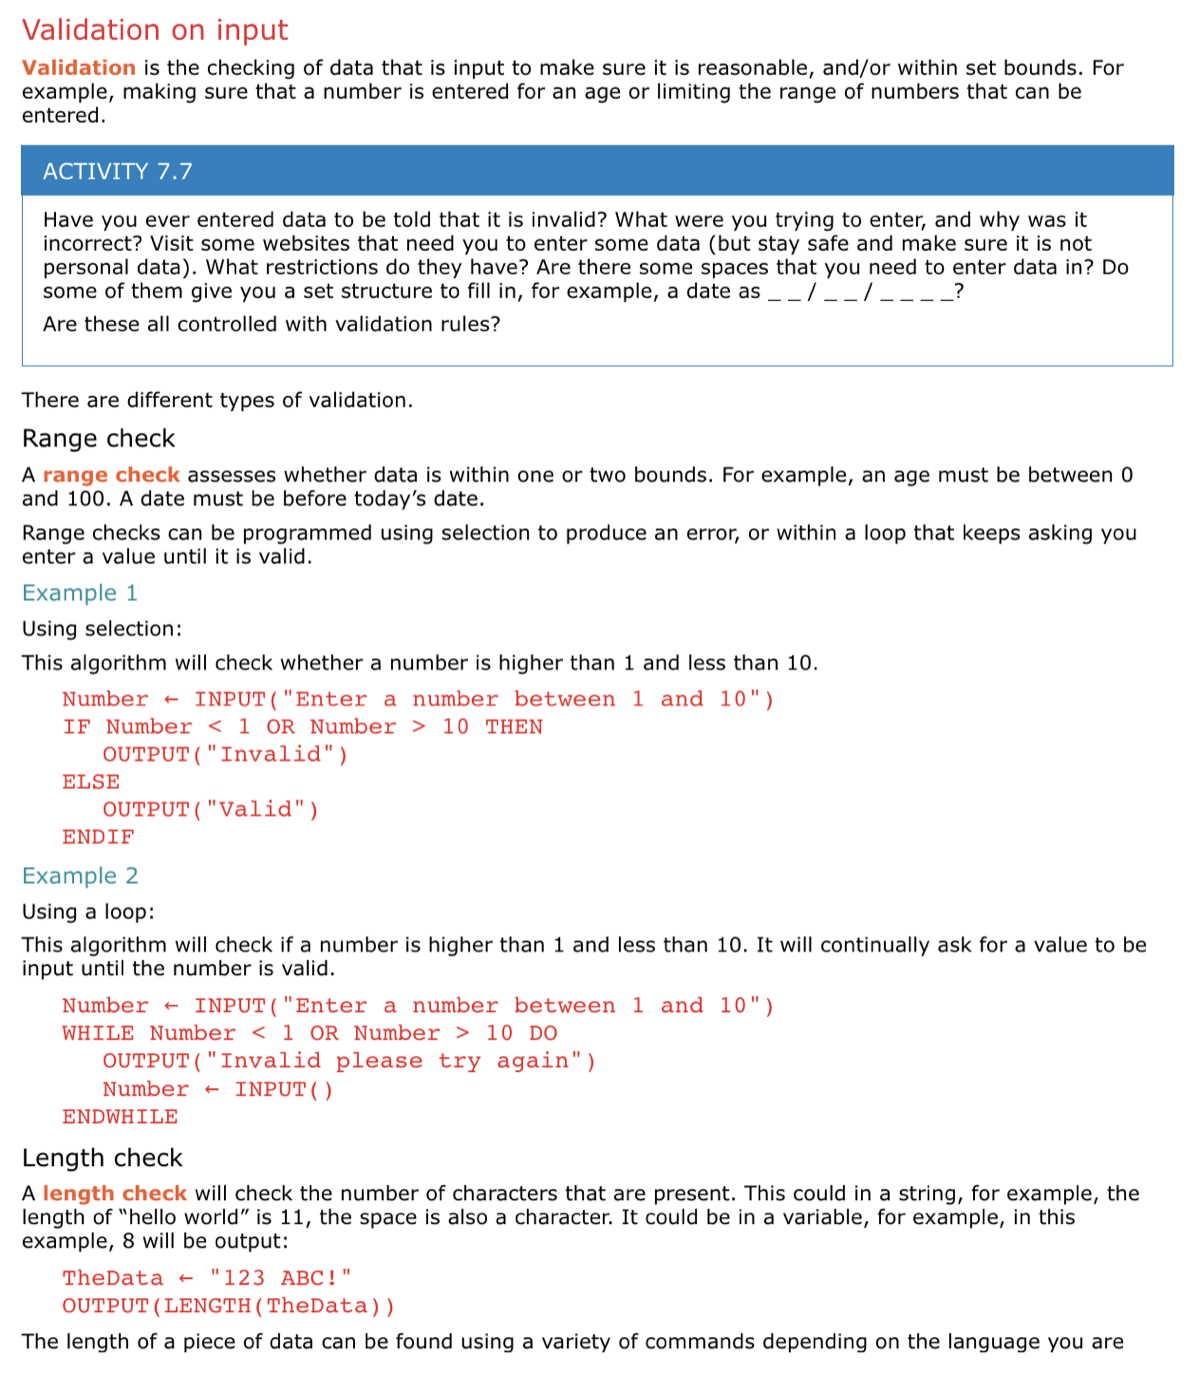 Validation on input
Validation is the checking of data that is input to make sure it is reasonable, and/or within set bounds. For
example, making sure that a number is entered for an age or limiting the range of numbers that can be
entered.
ACTIVITY 7.7
Have you ever entered data to be told that it is invalid? What were you trying to enter, and why was it
incorrect? Visit some websites that need you to enter some data (but stay safe and make sure it is not
personal data). What restrictions do they have? Are there some spaces that you need to enter data in? Do
some of them give you a set structure to fill in, for example, a date as _ _ / _ _ / _ _ _ _?
Are these all controlled with validation rules?
There are different types of validation.
Range check
A range check assesses whether data is within one or two bounds. For example, an age must be between 0
and 100. A date must be before today’s date.
Range checks can be programmed using selection to produce an error, or within a loop that keeps asking you
enter a value until it is valid.
Example 1
Using selection:
This algorithm will check whether a number is higher than 1 and less than 10.
Number ← INPUT("Enter a number between 1 and 10")
IF Number < 1 OR Number > 10 THEN
OUTPUT("Invalid")
ELSE
OUTPUT("Valid")
ENDIF
Example 2
Using a loop:
This algorithm will check if a number is higher than 1 and less than 10. It will continually ask for a value to be
input until the number is valid.
Number ← INPUT("Enter a number between 1 and 10")
WHILE Number < 1 OR Number > 10 DO
OUTPUT("Invalid please try again")
Number ← INPUT()
ENDWHILE
Length check
A length check will check the number of characters that are present. This could in a string, for example, the
length of “hello world” is 11, the space is also a character. It could be in a variable, for example, in this
example, 8 will be output:
TheData ← "123 ABC!"
OUTPUT(LENGTH(TheData))
The length of a piece of data can be found using a variety of commands depending on the language you are